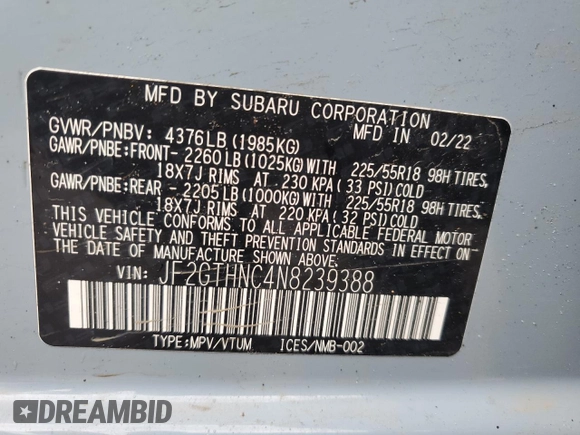 MFD BY SUBARU CORPORATION
GVWR/PNBV: 4376LB(1985KG) MFD. IN 02/22
GAWR/PNBE:FRONT- 2260LB(1025KG)WITH 225/55R18 98H TIRES,
18X7J RIMS AT 230 KPA(33 PSI)COLD
GAWR/PNBE:REAR - 2205LB(1000KG)WITH 225/55R18 98H TIRES,
18X7J RIMS AT 220 KPA(32 PSI)COLD
THIS VEHICLE CONFORMS TO ALL APPLICABLE FEDERAL MOTOR
VEHICLE SAFETY, BUMPER, AND THEFT PREVENTION STANDARDS IN
EFFECT ON THE DATE OF MANUFACTURE SHOWN ABOVE.
VIN: JF2GTHNC4N8239388
TYPE:MPV/VTUM ICES/NMB-002
DREAMBID